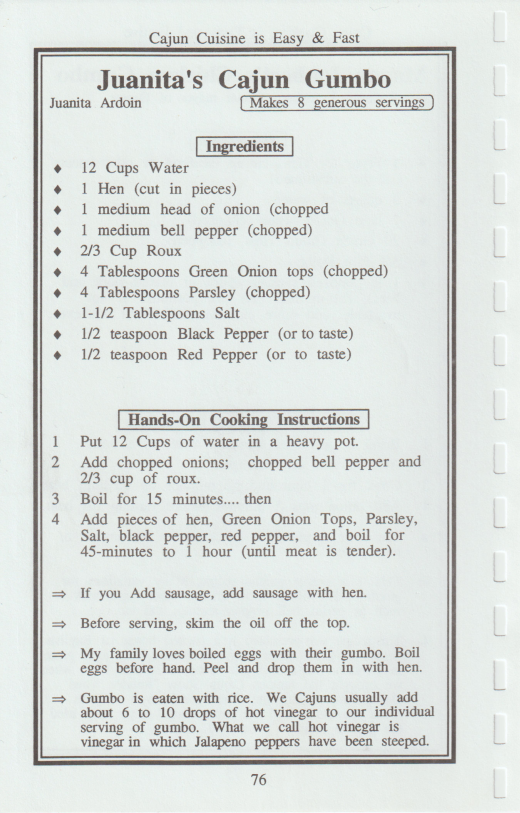 Cajun Cuisine is Easy & Fast
Juanita's Cajun Gumbo
Juanita Ardoin
Makes 8 generous servings
Ingredients
♦ 12 Cups Water
♦ 1 Hen (cut in pieces)
♦ 1 medium head of onion (chopped
♦ 1 medium bell pepper (chopped)
♦ 2/3 Cup Roux
♦ 4 Tablespoons Green Onion tops (chopped)
♦ 4 Tablespoons Parsley (chopped)
♦ 1-1/2 Tablespoons Salt
♦ 1/2 teaspoon Black Pepper (or to taste)
♦ 1/2 teaspoon Red Pepper (or to taste)
Hands-On Cooking Instructions
1 Put 12 Cups of water in a heavy pot.
2 Add chopped onions; chopped bell pepper and
2/3 cup of roux.
3 Boil for 15 minutes.... then
4 Add pieces of hen, Green Onion Tops, Parsley,
Salt, black pepper, red pepper, and boil for
45-minutes to 1 hour (until meat is tender).
⇒ If you Add sausage, add sausage with hen.
⇒ Before serving, skim the oil off the top.
⇒ My family loves boiled eggs with their gumbo. Boil
eggs before hand. Peel and drop them in with hen.
⇒ Gumbo is eaten with rice. We Cajuns usually add
about 6 to 10 drops of hot vinegar to our individual
serving of gumbo. What we call hot vinegar is
vinegar in which Jalapeno peppers have been steeped.
76